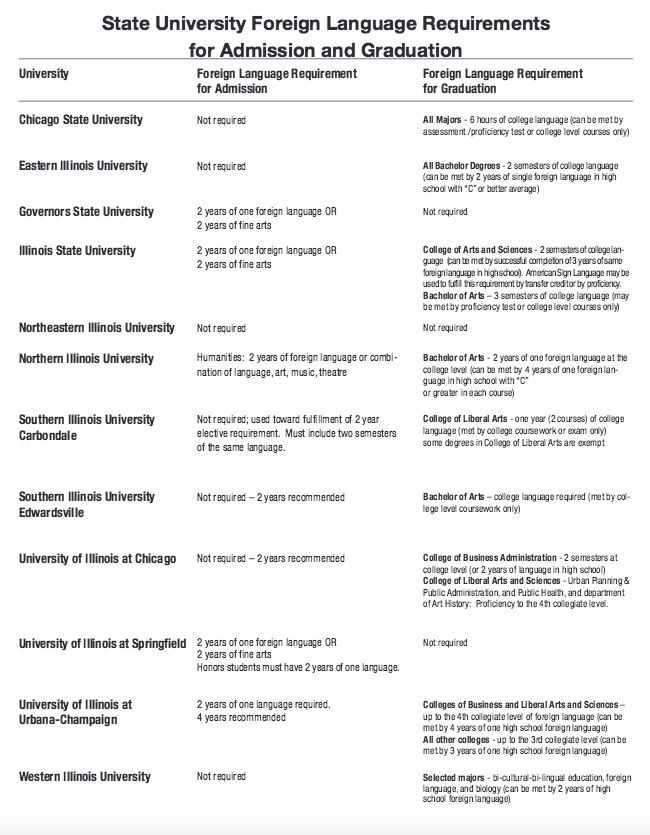 State University Foreign Language Requirements
for Admission and Graduation
University
Foreign Language Requirement
for Admission
Foreign Language Requirement
for Graduation
Chicago State University
Not required
All Majors - 6 hours of college language (can be met by
assessment /proficiency test or college level courses only)
Eastern Illinois University
Not required
All Bachelor Degrees - 2 semesters of college language
(can be met by 2 years of single foreign language in high
school with "C" or better average)
Governors State University
2 years of one foreign language OR
2 years of fine arts
Not required
Illinois State University
2 years of one foreign language OR
2 years of fine arts
College of Arts and Sciences - 2 semesters of college lan-
guage (can be met by successful completion of 3 years of same
foreign language in high school). American Sign Language may be
used to fulfill this requirement by transfer credit or by proficiency.
Bachelor of Arts – 3 semesters of college language (may
be met by proficiency test or college level courses only)
Northeastern Illinois University
Not required
Not required
Northern Illinois University
Humanities: 2 years of foreign language or combi-
nation of language, art, music, theatre
Bachelor of Arts - 2 years of one foreign language at the
college level (can be met by 4 years of one foreign lan-
guage in high school with "C"
or greater in each course)
Southern Illinois University
Carbondale
Not required; used toward fulfillment of 2 year
elective requirement. Must include two semesters
of the same language.
College of Liberal Arts - one year (2 courses) of college
language (met by college coursework or exam only)
some degrees in College of Liberal Arts are exempt
Southern Illinois University
Edwardsville
Not required – 2 years recommended
Bachelor of Arts – college language required (met by col-
lege level coursework only)
University of Illinois at Chicago
Not required – 2 years recommended
College of Business Administration - 2 semesters at
college level (or 2 years of language in high school)
College of Liberal Arts and Sciences - Urban Planning &
Public Administration, and Public Health, and department
of Art History: Proficiency to the 4th collegiate level.
University of Illinois at Springfield
2 years of one foreign language OR
2 years of fine arts
Honors students must have 2 years of one language.
Not required
University of Illinois at
Urbana-Champaign
2 years of one language required.
4 years recommended
Colleges of Business and Liberal Arts and Sciences –
up to the 4th collegiate level of foreign language (can be
met by 4 years of one high school foreign language)
All other colleges - up to the 3rd collegiate level (can be
met by 3 years of one high school foreign language)
Western Illinois University
Not required
Selected majors - bi-cultural-bi-lingual education, foreign
language, and biology (can be met by 2 years of high
school foreign language)